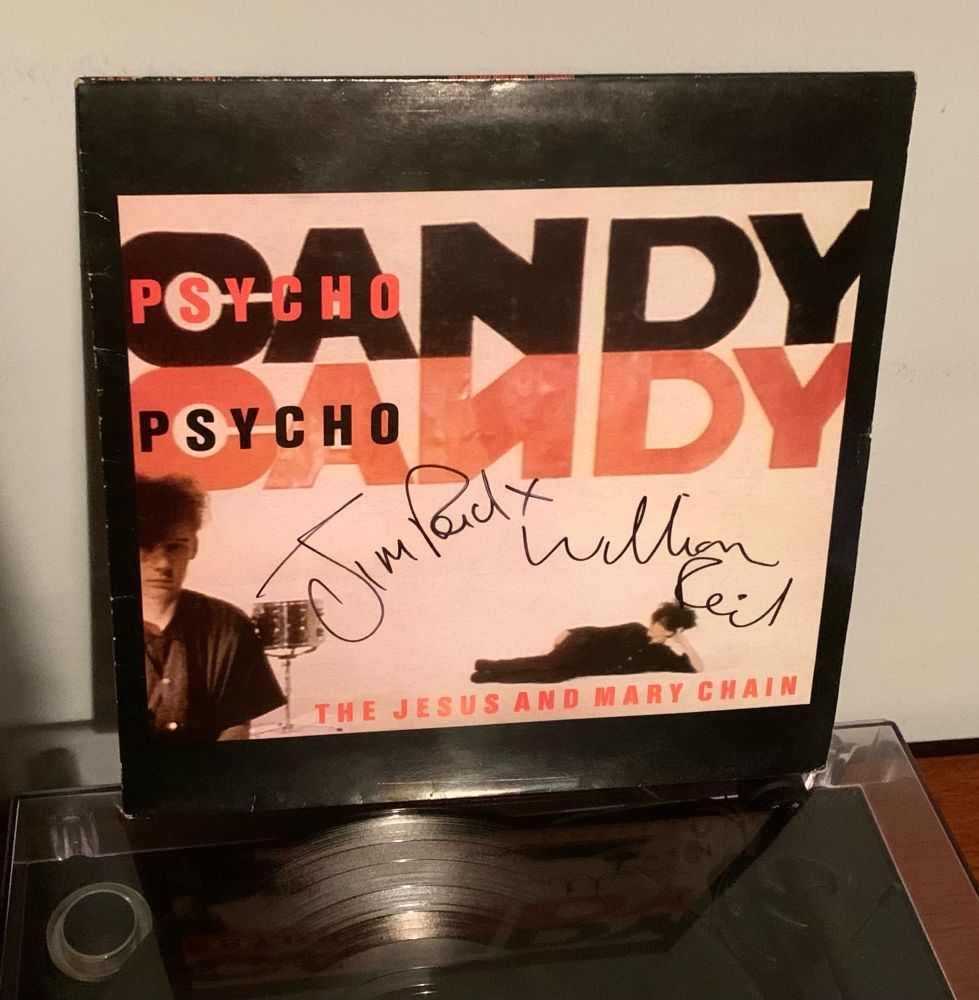 CANDY
PSYCHO
CANDY
PSYCHO
Jim Reid x
William
Reid
THE JESUS AND MARY CHAIN